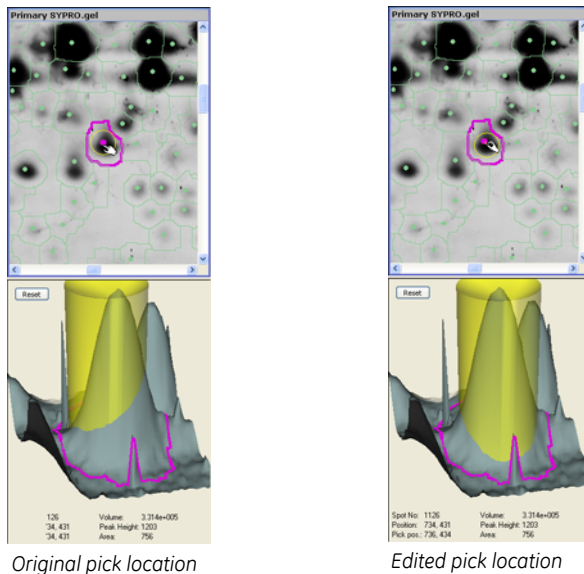 Primary SYPRO.gel
Reset
126 Volume: 3.314e+005
'34, 431 Peak Height: 1203
'34, 431 Area: 756
Original pick location
Primary SYPRO.gel
Reset
Spot No: 1126 Volume: 3.314e+005
Position: 734, 431 Peak Height: 1203
Pick pos.: 736, 434 Area: 756
Edited pick location